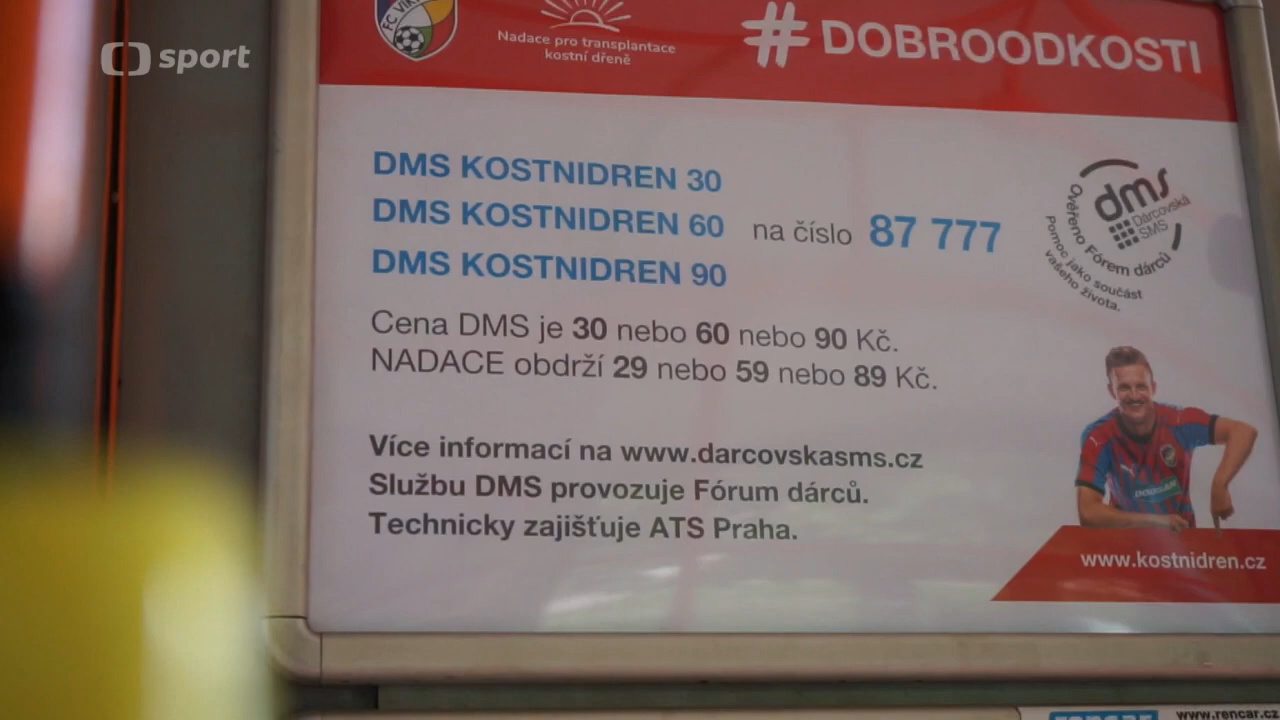 sport
FC VIK
Nadace pro transplantace
kostní dřeně
#DOBROODKOSTI
DMS KOSTNIDREN 30
DMS KOSTNIDREN 60 na číslo 87 777
DMS KOSTNIDREN 90
dms
Dárcovská
SMS
Ověřeno Fórem dárců
Pomoc jako součást
vašeho života.
Cena DMS je 30 nebo 60 nebo 90 Kč.
NADACE obdrží 29 nebo 59 nebo 89 Kč.
Více informací na www.darcovskasms.cz
Službu DMS provozuje Fórum dárců.
Technicky zajišťuje ATS Praha.
DOOSAN
www.kostnidren.cz
rencar
www.rencar.cz